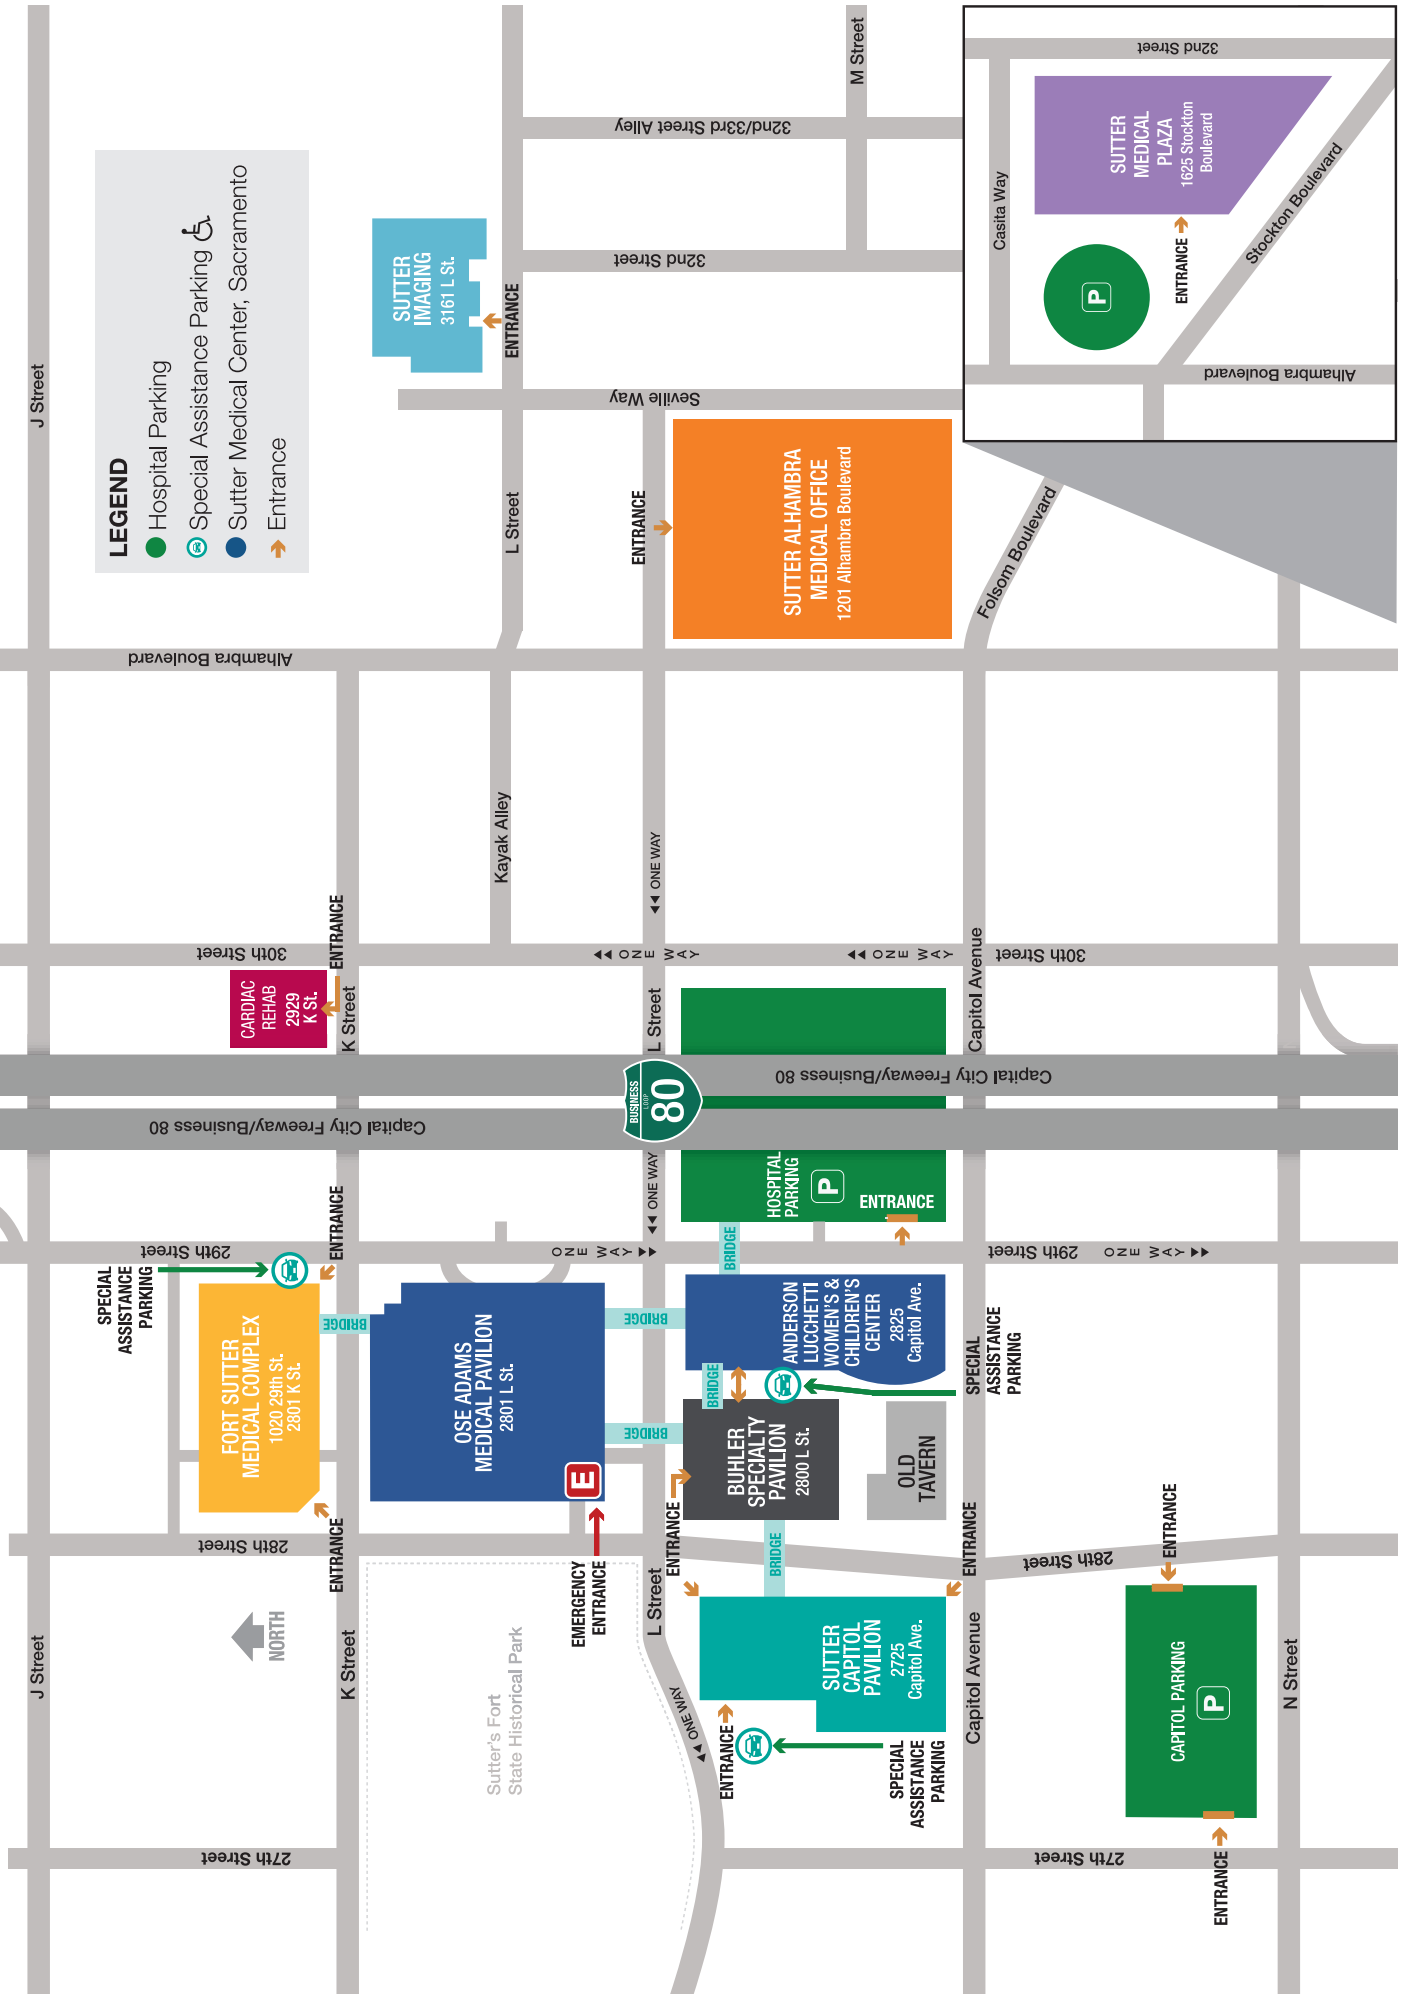 LEGEND
Hospital Parking
Special Assistance Parking
Sutter Medical Center, Sacramento
Entrance
J Street
J Street
K Street
K Street
L Street
L Street
L Street
M Street
Kayak Alley
Capitol Avenue
Capitol Avenue
N Street
Folsom Boulevard
27th Street
27th Street
28th Street
28th Street
29th Street
29th Street
30th Street
30th Street
Alhambra Boulevard
Seville Way
32nd Street
32nd/33rd Street Alley
Capital City Freeway/Business 80
Capital City Freeway/Business 80
BUSINESS
LOOP
80
ONE WAY
ONE WAY
ONE WAY
ONE WAY
ONE WAY
ONE WAY
ONE WAY
NORTH
Sutter's Fort
State Historical Park
FORT SUTTER
MEDICAL COMPLEX
1020 29th St.
2801 K St.
ENTRANCE
ENTRANCE
SPECIAL
ASSISTANCE
PARKING
CARDIAC
REHAB
2929
K St.
ENTRANCE
OSE ADAMS
MEDICAL PAVILION
2801 L St.
E
EMERGENCY
ENTRANCE
BRIDGE
BRIDGE
BRIDGE
BRIDGE
BRIDGE
BRIDGE
BUHLER
SPECIALTY
PAVILION
2800 L St.
ENTRANCE
ANDERSON
LUCCHETTI
WOMEN'S &
CHILDREN'S
CENTER
2825
Capitol Ave.
SPECIAL
ASSISTANCE
PARKING
OLD
TAVERN
SUTTER
CAPITOL
PAVILION
2725
Capitol Ave.
ENTRANCE
ENTRANCE
SPECIAL
ASSISTANCE
PARKING
HOSPITAL
PARKING
P
ENTRANCE
CAPITOL PARKING
P
ENTRANCE
ENTRANCE
SUTTER
IMAGING
3161 L St.
ENTRANCE
SUTTER ALHAMBRA
MEDICAL OFFICE
1201 Alhambra Boulevard
ENTRANCE
32nd Street
Casita Way
SUTTER
MEDICAL
PLAZA
1625 Stockton
Boulevard
P
ENTRANCE
Stockton Boulevard
Alhambra Boulevard